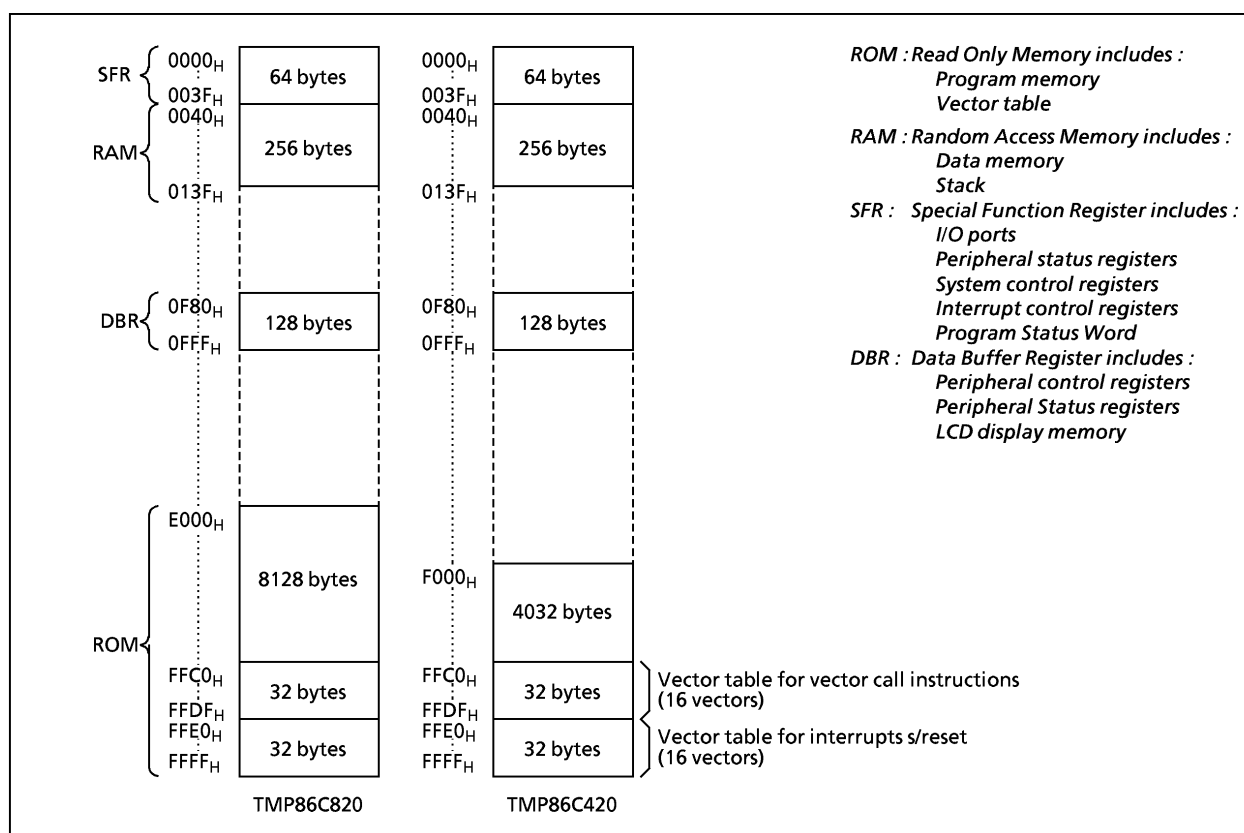 SFR
0000H
003FH
64 bytes
RAM
0040H
013FH
256 bytes
DBR
0F80H
0FFFH
128 bytes
ROM
E000H
8128 bytes
FFC0H
FFDFH
32 bytes
FFE0H
FFFFH
32 bytes
TMP86C820
0000H
003FH
64 bytes
0040H
013FH
256 bytes
0F80H
0FFFH
128 bytes
F000H
4032 bytes
FFC0H
FFDFH
32 bytes
Vector table for vector call instructions
(16 vectors)
FFE0H
FFFFH
32 bytes
Vector table for interrupts s/reset
(16 vectors)
TMP86C420
ROM : Read Only Memory includes :
Program memory
Vector table
RAM : Random Access Memory includes :
Data memory
Stack
SFR : Special Function Register includes :
I/O ports
Peripheral status registers
System control registers
Interrupt control registers
Program Status Word
DBR : Data Buffer Register includes :
Peripheral control registers
Peripheral Status registers
LCD display memory